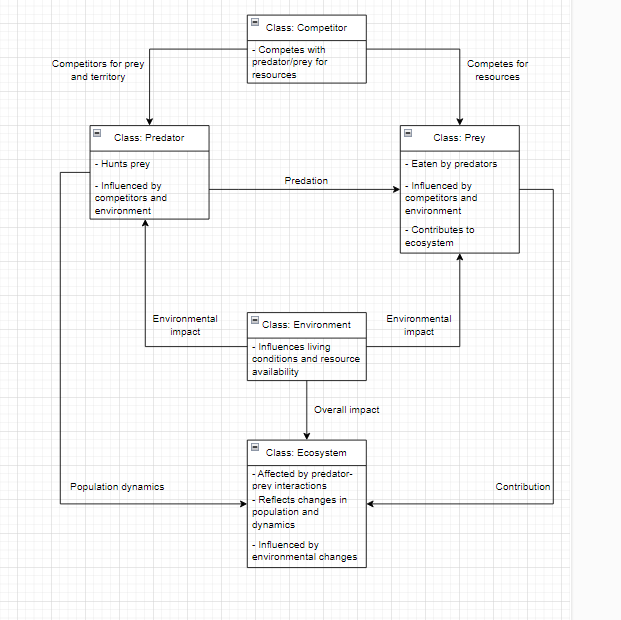 Class: Competitor
- Competes with
predator/prey for
resources
Competitors for prey
and territory
Competes for
resources
Class: Predator
- Hunts prey
- Influenced by
competitors and
environment
Predation
Class: Prey
- Eaten by predators
- Influenced by
competitors and
environment
- Contributes to
ecosystem
Environmental
impact
Class: Environment
- Influences living
conditions and resource
availability
Environmental
impact
Overall impact
Class: Ecosystem
- Affected by predator-
prey interactions
- Reflects changes in
population and
dynamics
- Influenced by
environmental changes
Population dynamics
Contribution